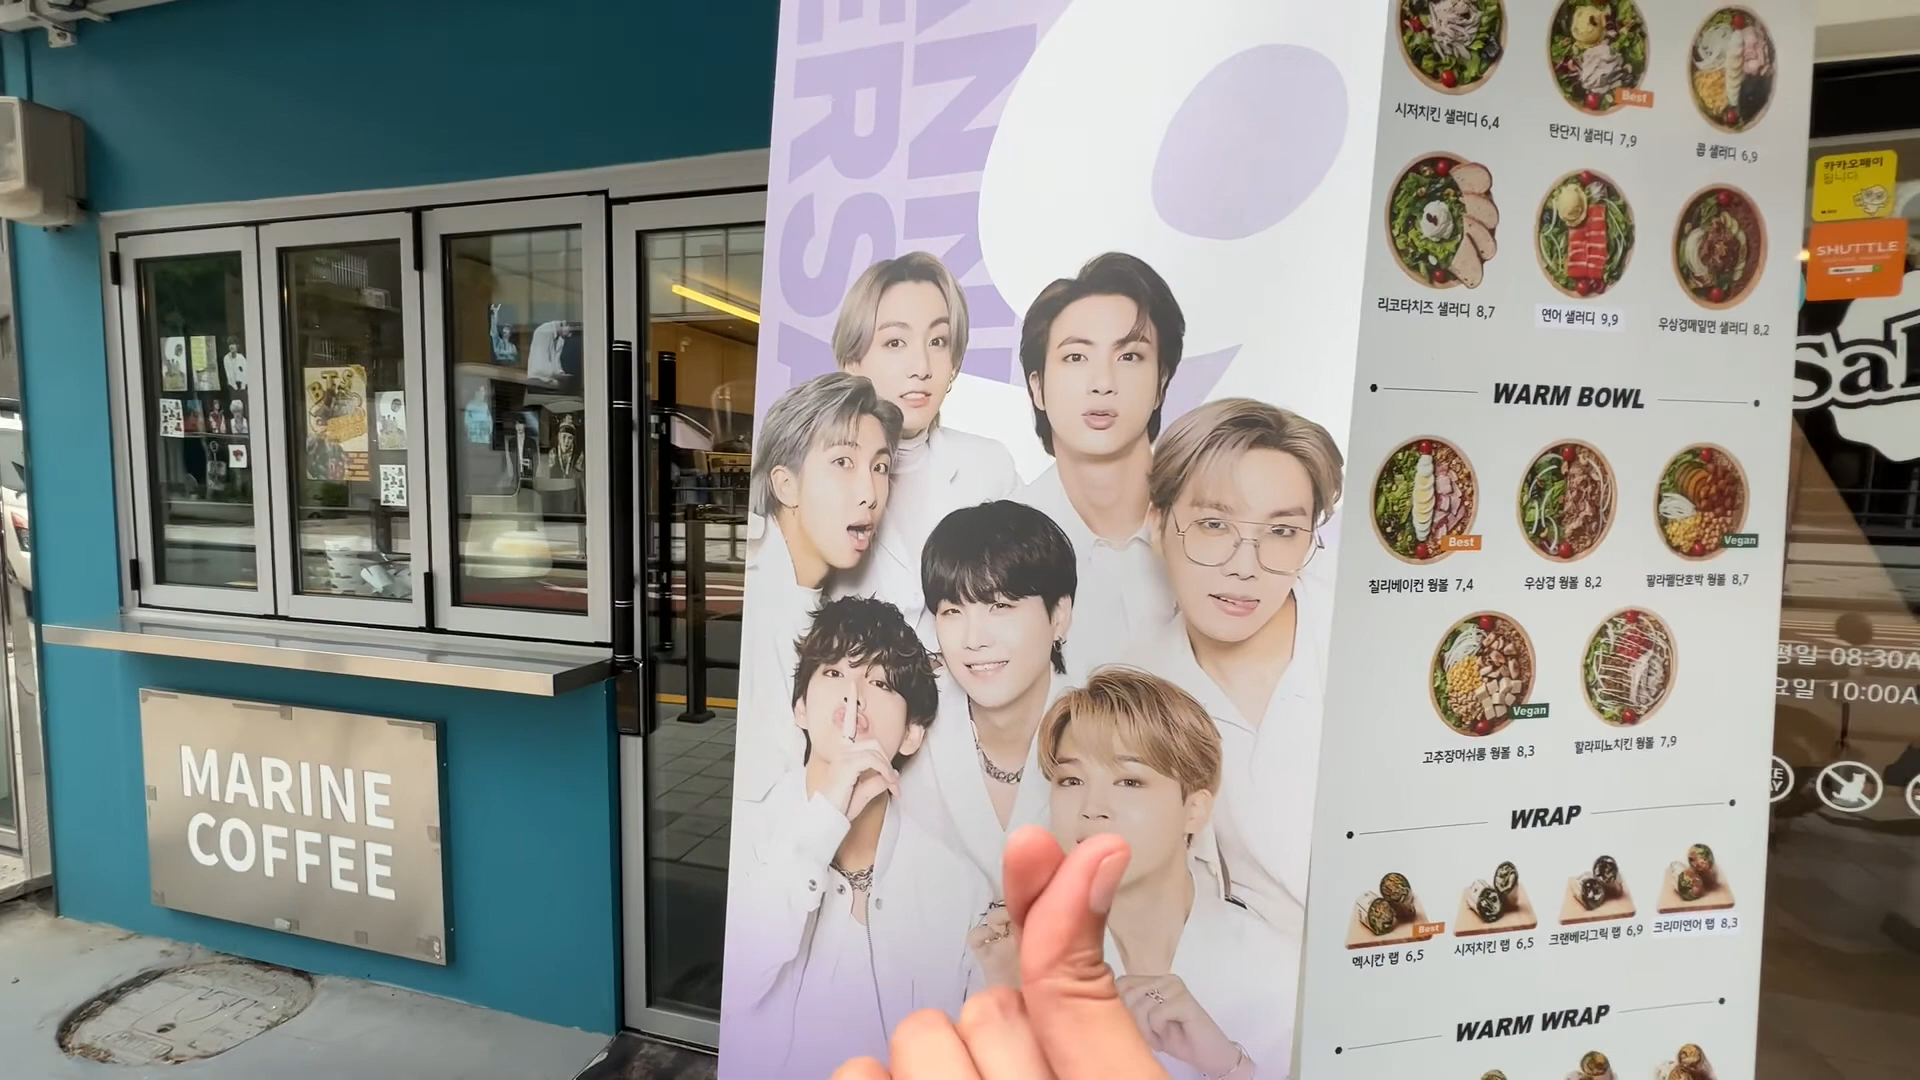 MARINE
COFFEE
시저치킨 샐러디 6,4
탄단지 샐러디 7,9
Best
콥 샐러디 6,9
리코타치즈 샐러디 8,7
연어 샐러디 9,9
우삼겹메밀면 샐러디 8,2
WARM BOWL
Best
Vegan
칠리베이컨 웜볼 7,4
우삼겹 웜볼 8,2
팔라펠단호박 웜볼 8,7
Vegan
고추장머쉬룸 웜볼 8,3
할라피뇨치킨 웜볼 7,9
WRAP
Best
멕시칸 랩 6,5
시저치킨 랩 6,5
크랜베리그릭 랩 6,9
크리미연어 랩 8,3
WARM WRAP
카카오페이
됩니다
SHUTTLE
평일 08:30A
요일 10:00A
BTS